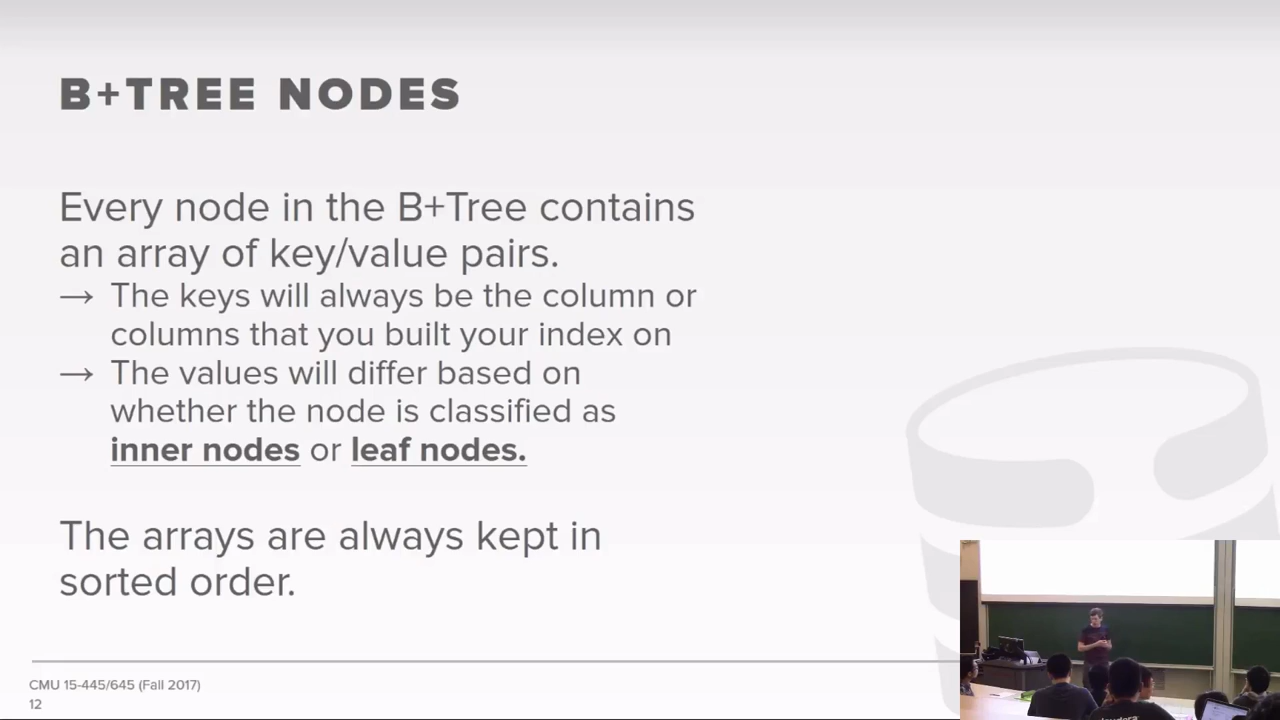 B+TREE NODES
Every node in the B+Tree contains
an array of key/value pairs.
→ The keys will always be the column or
columns that you built your index on
→ The values will differ based on
whether the node is classified as
inner nodes or leaf nodes.
The arrays are always kept in
sorted order.
CMU 15-445/645 (Fall 2017)
12